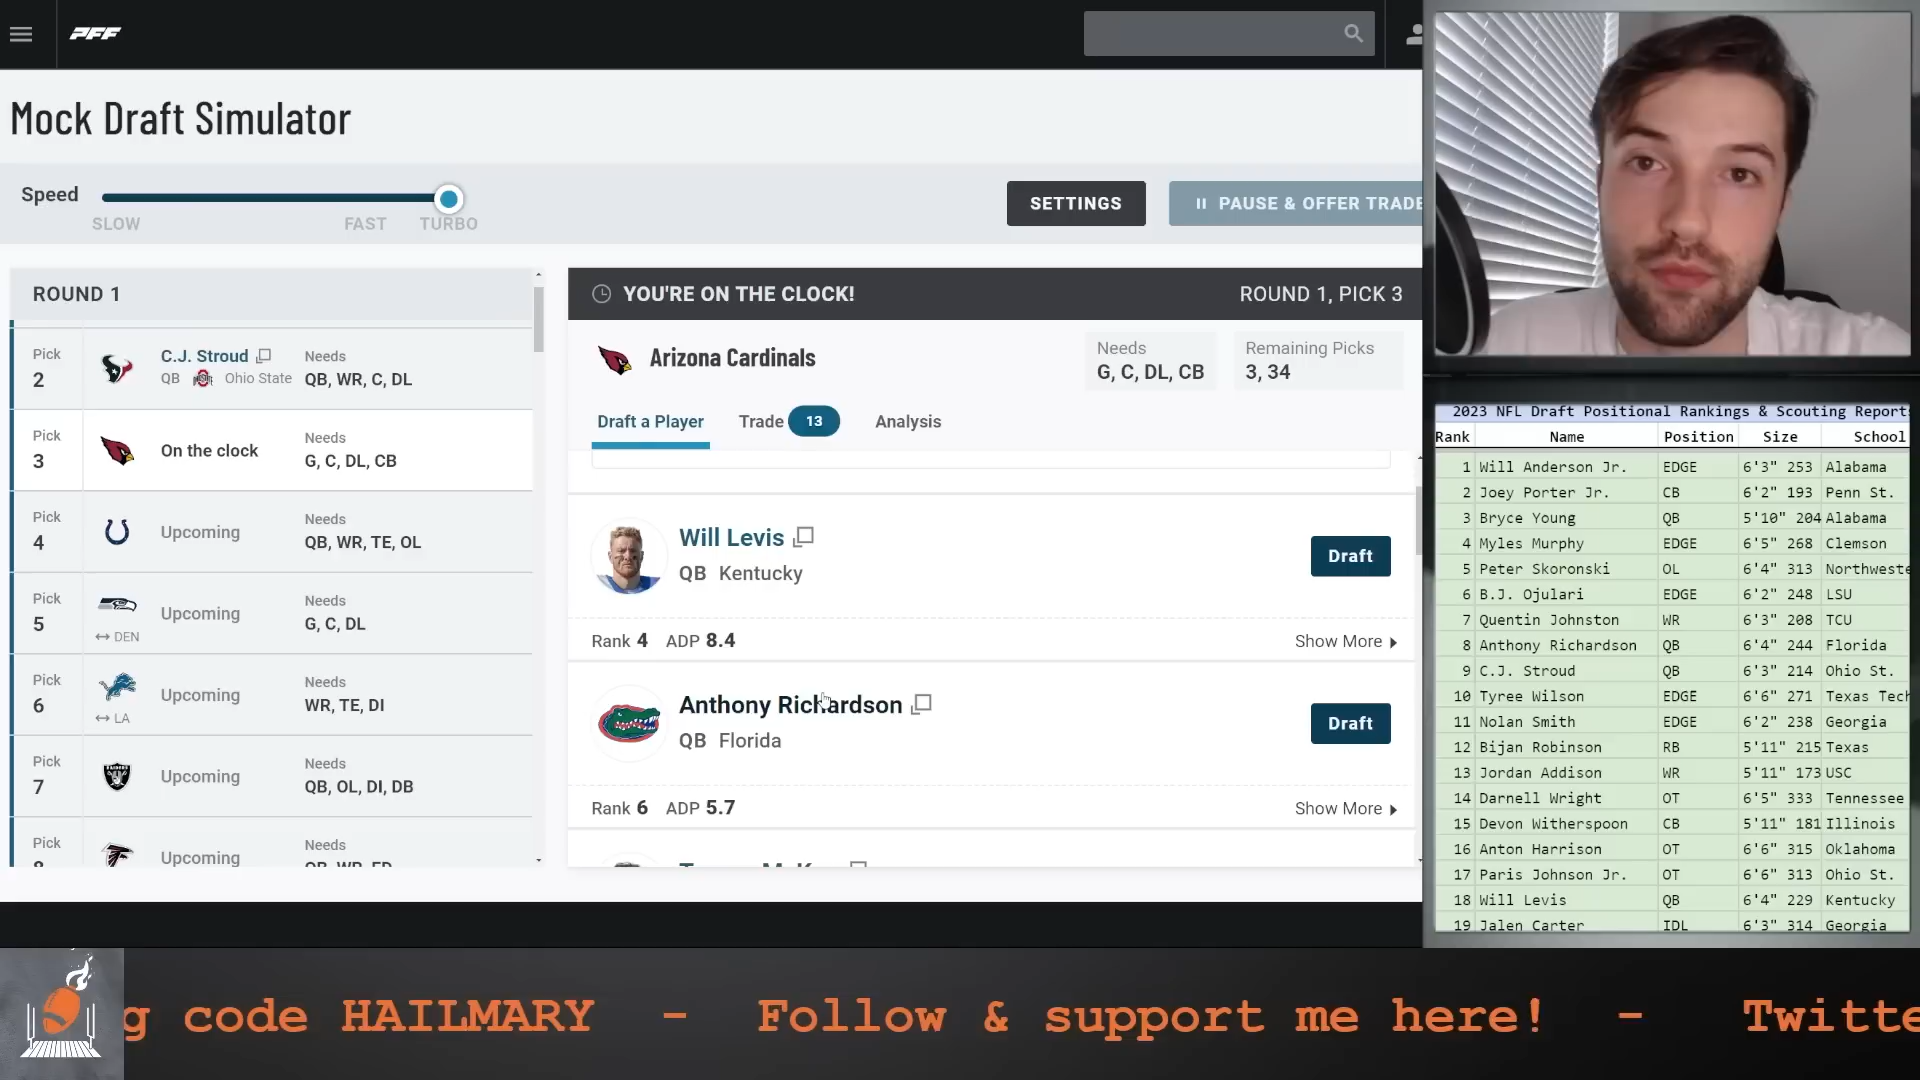 PFF
Mock Draft Simulator
Speed
SLOW
FAST
TURBO
SETTINGS
PAUSE & OFFER TRADE
ROUND 1
Pick
2
C.J. Stroud
QB Ohio State
Needs
QB, WR, C, DL
Pick
3
On the clock
Needs
G, C, DL, CB
Pick
4
Upcoming
Needs
QB, WR, TE, OL
Pick
5
DEN
Upcoming
Needs
G, C, DL
Pick
6
LA
Upcoming
Needs
WR, TE, DI
Pick
7
Upcoming
Needs
QB, OL, DI, DB
Pick
8
Upcoming
Needs
QB, WR, ED
YOU'RE ON THE CLOCK!
ROUND 1, PICK 3
Arizona Cardinals
Needs
G, C, DL, CB
Remaining Picks
3, 34
Draft a Player
Trade 13
Analysis
Will Levis
QB Kentucky
Draft
Rank 4 ADP 8.4
Show More
Anthony Richardson
QB Florida
Draft
Rank 6 ADP 5.7
Show More
2023 NFL Draft Positional Rankings & Scouting Reports
Rank Name Position Size School
1 Will Anderson Jr. EDGE 6'3" 253 Alabama
2 Joey Porter Jr. CB 6'2" 193 Penn St.
3 Bryce Young QB 5'10" 204 Alabama
4 Myles Murphy EDGE 6'5" 268 Clemson
5 Peter Skoronski OL 6'4" 313 Northweste
6 B.J. Ojulari EDGE 6'2" 248 LSU
7 Quentin Johnston WR 6'3" 208 TCU
8 Anthony Richardson QB 6'4" 244 Florida
9 C.J. Stroud QB 6'3" 214 Ohio St.
10 Tyree Wilson EDGE 6'6" 271 Texas Tech
11 Nolan Smith EDGE 6'2" 238 Georgia
12 Bijan Robinson RB 5'11" 215 Texas
13 Jordan Addison WR 5'11" 173 USC
14 Darnell Wright OT 6'5" 333 Tennessee
15 Devon Witherspoon CB 5'11" 181 Illinois
16 Anton Harrison OT 6'6" 315 Oklahoma
17 Paris Johnson Jr. OT 6'6" 313 Ohio St.
18 Will Levis QB 6'4" 229 Kentucky
19 Jalen Carter IDL 6'3" 314 Georgia
g code HAILMARY - Follow & support me here! - Twitte